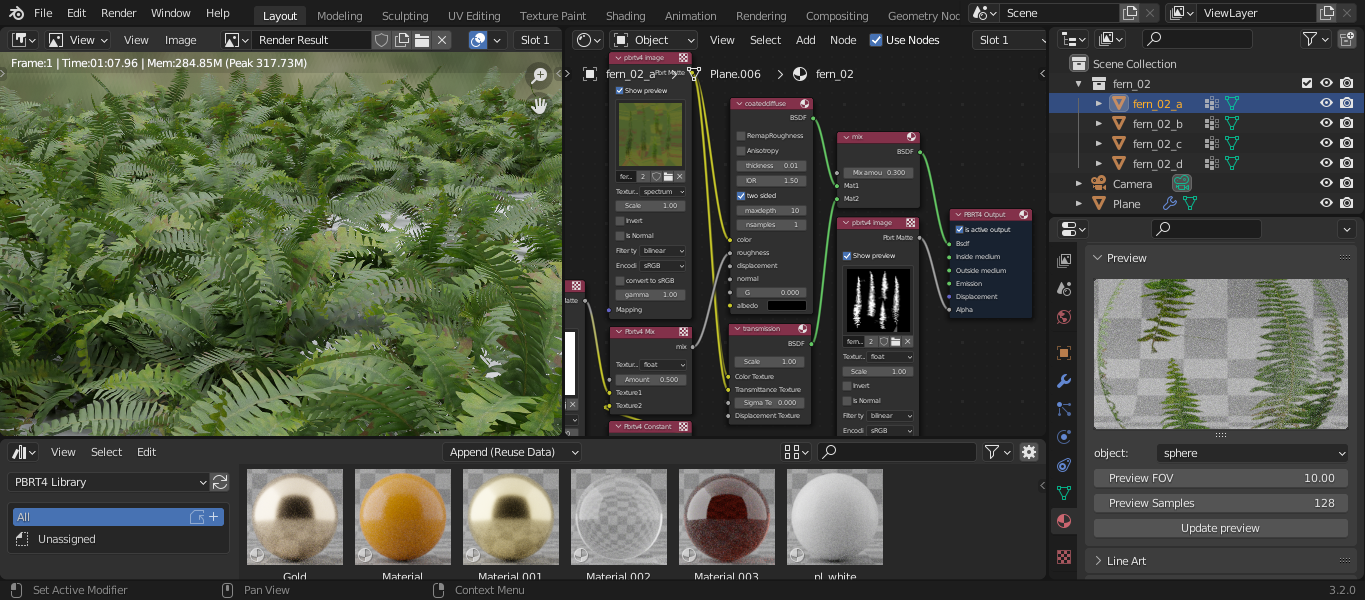 File Edit Render Window Help
Layout Modeling Sculpting UV Editing Texture Paint Shading Animation Rendering Compositing Geometry Noc
Scene
ViewLayer
View View Image
Render Result
Slot 1
Frame:1 | Time:01:07.96 | Mem:284.85M (Peak 317.73M)
Object View Select Add Node Use Nodes Slot 1
fern_02_a > Plane.006 > fern_02
pbrtv4 Image
Port Matte
Show preview
2
spectrum
Scale 1.00
Invert
Is Normal
Filter ty bilinear
Encodi sRGB
convert to sRGB
gamma 1.00
Mapping
Pbrtv4 Mix
mix
Textur.. float
Amount 0.500
Texture1
Texture2
Pbrtv4 Constant
coateddiffuse
BSDF
RemapRoughness
Anisotropy
thickness 0.01
IOR 1.50
two sided
maxdepth 10
nsamples 1
color
roughness
displacement
normal
G 0.000
albedo
transmission
BSDF
Scale 1.00
Color Texture
Transmittance Texture
Sigma Te 0.000
Displacement Texture
mix
BSDF
Mix amou 0.300
Mat1
Mat2
pbrtv4 Image
Pbrt Matte
Show preview
fern.. 2
Textur.. float
Scale 1.00
Invert
Is Normal
Filter ty bilinear
Encodi sRGB
PBRT4 Output
is active output
Bsdf
Inside medium
Outside medium
Emission
Displacement
Alpha
Scene Collection
fern_02
fern_02_a
fern_02_b
fern_02_c
fern_02_d
Camera
Plane
Preview
object: sphere
Preview FOV 10.00
Preview Samples 128
Update preview
Line Art
View Select Edit
Append (Reuse Data)
PBRT4 Library
All
Unassigned
Gold Material Material.001 Material.002 Material.003 pl_white
Set Active Modifier Pan View Context Menu 3.2.0